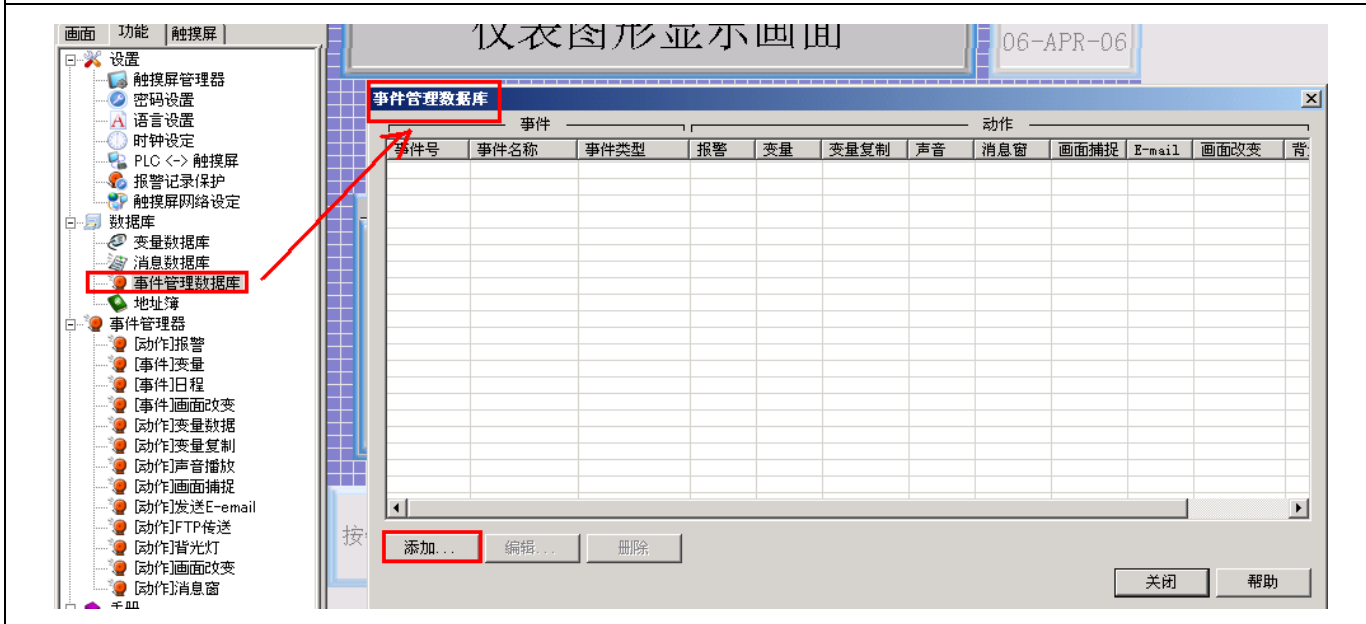 画面 功能 触摸屏
设置
触摸屏管理器
密码设置
语言设置
时钟设定
PLC <-> 触摸屏
报警记录保护
触摸屏网络设定
数据库
变量数据库
消息数据库
事件管理数据库
地址簿
事件管理器
[动作]报警
[事件]变量
[事件]日程
[事件]画面改变
[动作]变量数据
[动作]变量复制
[动作]声音播放
[动作]画面捕捉
[动作]发送E-email
[动作]FTP传送
[动作]背光灯
[动作]画面改变
[动作]消息窗
手册
仪表图形显示画面
06-APR-06
事件管理数据库
事件 动作
事件号 事件名称 事件类型 报警 变量 变量复制 声音 消息窗 画面捕捉 E-mail 画面改变 背
按
添加... 编辑... 删除
关闭 帮助